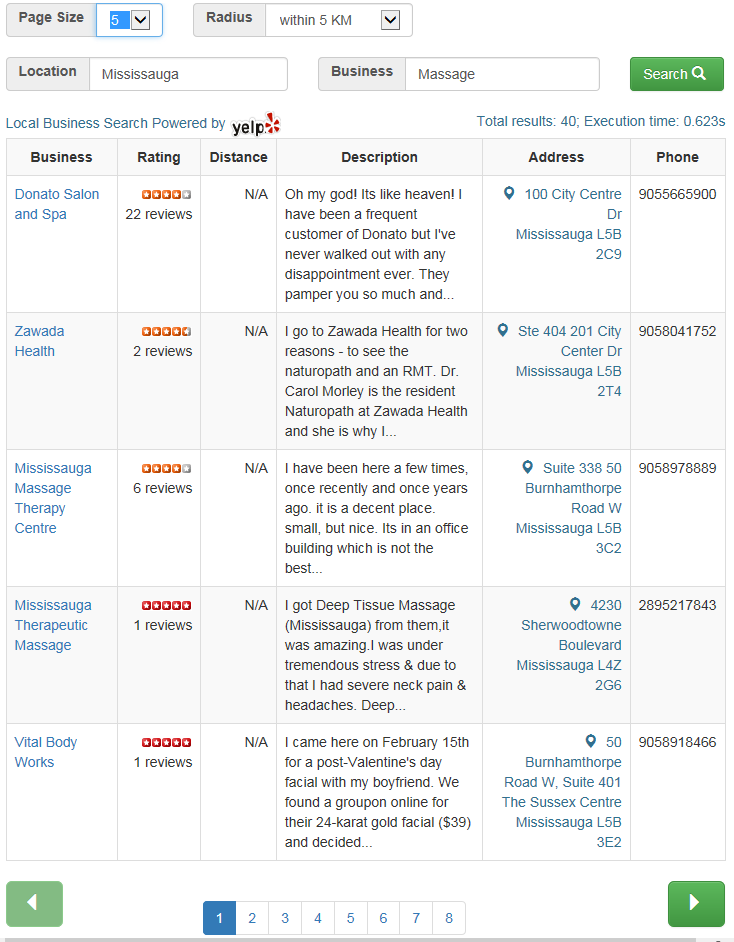 Page Size 5 Radius within 5 KM
Location Mississauga Business Massage Search
Local Business Search Powered by yelp Total results: 40; Execution time: 0.623s
Business Rating Distance Description Address Phone
Donato Salon
and Spa
22 reviews
N/A
Oh my god! Its like heaven! I
have been a frequent
customer of Donato but I've
never walked out with any
disappointment ever. They
pamper you so much and...
100 City Centre
Dr
Mississauga L5B
2C9
9055665900
Zawada
Health
2 reviews
N/A
I go to Zawada Health for two
reasons - to see the
naturopath and an RMT. Dr.
Carol Morley is the resident
Naturopath at Zawada Health
and she is why I...
Ste 404 201 City
Center Dr
Mississauga L5B
2T4
9058041752
Mississauga
Massage
Therapy
Centre
6 reviews
N/A
I have been here a few times,
once recently and once years
ago. it is a decent place.
small, but nice. Its in an office
building which is not the
best...
Suite 338 50
Burnhamthorpe
Road W
Mississauga L5B
3C2
9058978889
Mississauga
Therapeutic
Massage
1 reviews
N/A
I got Deep Tissue Massage
(Mississauga) from them,it
was amazing.I was under
tremendous stress & due to
that I had severe neck pain &
headaches. Deep...
4230
Sherwoodtowne
Boulevard
Mississauga L4Z
2G6
2895217843
Vital Body
Works
1 reviews
N/A
I came here on February 15th
for a post-Valentine's day
facial with my boyfriend. We
found a groupon online for
their 24-karat gold facial ($39)
and decided...
50
Burnhamthorpe
Road W, Suite 401
The Sussex Centre
Mississauga L5B
3E2
9058918466
1 2 3 4 5 6 7 8